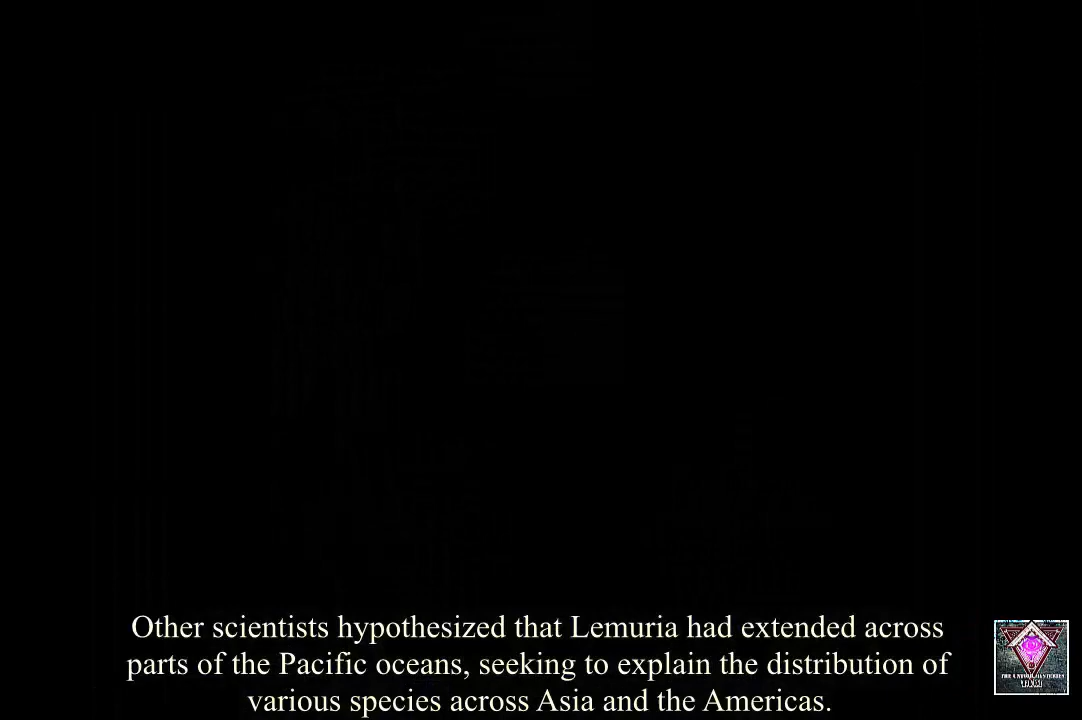 Other scientists hypothesized that Lemuria had extended across
parts of the Pacific oceans, seeking to explain the distribution of
various species across Asia and the Americas.